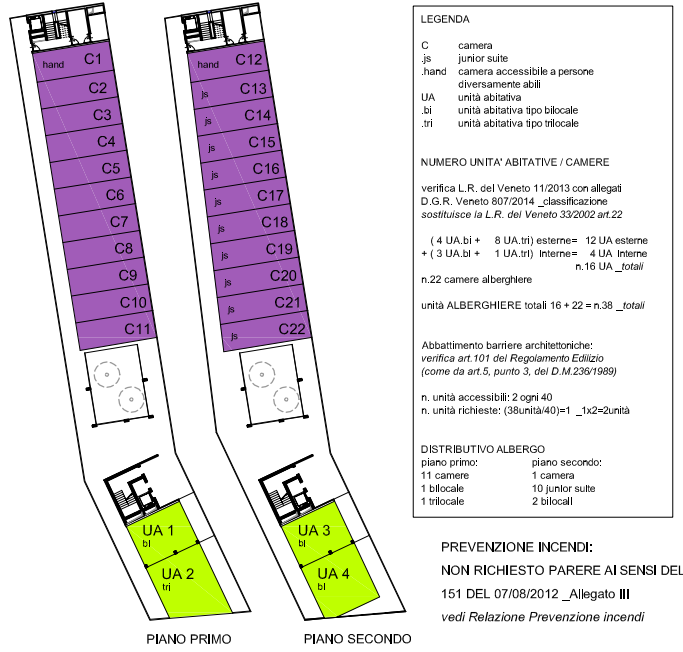 hand C1
C2
C3
C4
C5
C6
C7
C8
C9
C10
C11
UA 1
bi
UA 2
tri
PIANO PRIMO
hand C12
js C13
js C14
js C15
js C16
js C17
js C18
js C19
js C20
js C21
js C22
UA 3
bi
UA 4
bi
PIANO SECONDO
LEGENDA
C camera
.js junior suite
.hand camera accessibile a persone
diversamente abili
UA unità abitativa
.bi unità abitativa tipo bilocale
.tri unità abitativa tipo trilocale
NUMERO UNITA' ABITATIVE / CAMERE
verifica L.R. del Veneto 11/2013 con allegati
D.G.R. Veneto 807/2014 _classificazione
sostituisce la L.R. del Veneto 33/2002 art.22
( 4 UA.bi + 8 UA.tri) esterne= 12 UA esterne
+ ( 3 UA.bi + 1 UA.tri) Interne= 4 UA Interne
n.16 UA _totali
n.22 camere alberghiere
unità ALBERGHIERE totali 16 + 22 = n.38 _totali
Abbattimento barriere architettoniche:
verifica art.101 del Regolamento Edilizio
(come da art.5, punto 3, del D.M.236/1989)
n. unità accessibili: 2 ogni 40
n. unità richieste: (38unità/40)=1 _1x2=2unità
DISTRIBUTIVO ALBERGO
piano primo: piano secondo:
11 camere 1 camera
1 bilocale 10 junior suite
1 trilocale 2 bilocali
PREVENZIONE INCENDI:
NON RICHIESTO PARERE AI SENSI DEL
151 DEL 07/08/2012 _Allegato III
vedi Relazione Prevenzione incendi